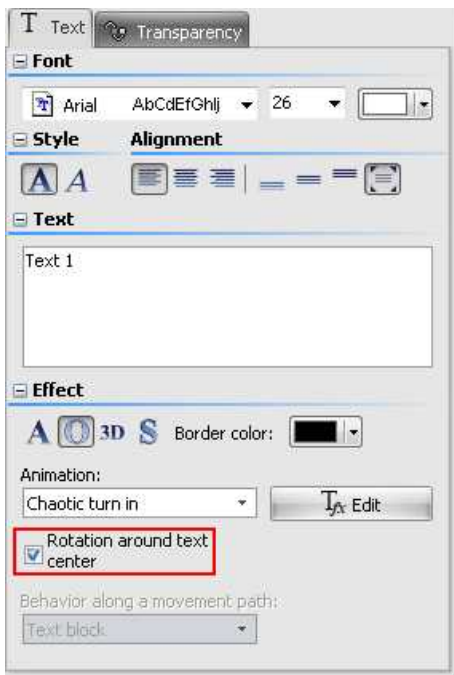 T Text Transparency
Font
Arial AbCdEfGhIj 26
Style Alignment
A A
Text
Text 1
Effect
A O 3D S Border color:
Animation:
Chaotic turn in Tfx Edit
Rotation around text
center
Behavior along a movement path:
Text block